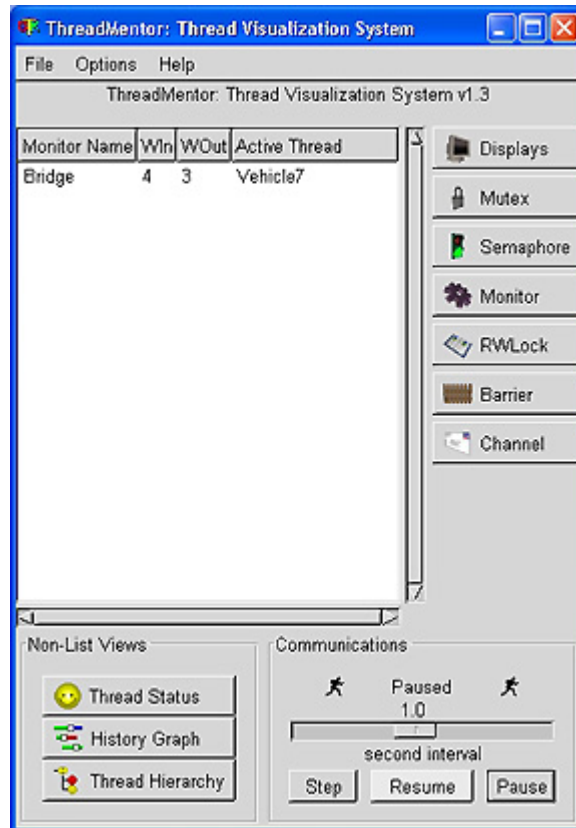 ThreadMentor: Thread Visualization System
File Options Help
ThreadMentor: Thread Visualization System v1.3
Monitor Name WIn WOut Active Thread
Bridge 4 3 Vehicle7
Displays
Mutex
Semaphore
Monitor
RWLock
Barrier
Channel
Non-List Views
Thread Status
History Graph
Thread Hierarchy
Communications
Paused
1.0
second interval
Step Resume Pause